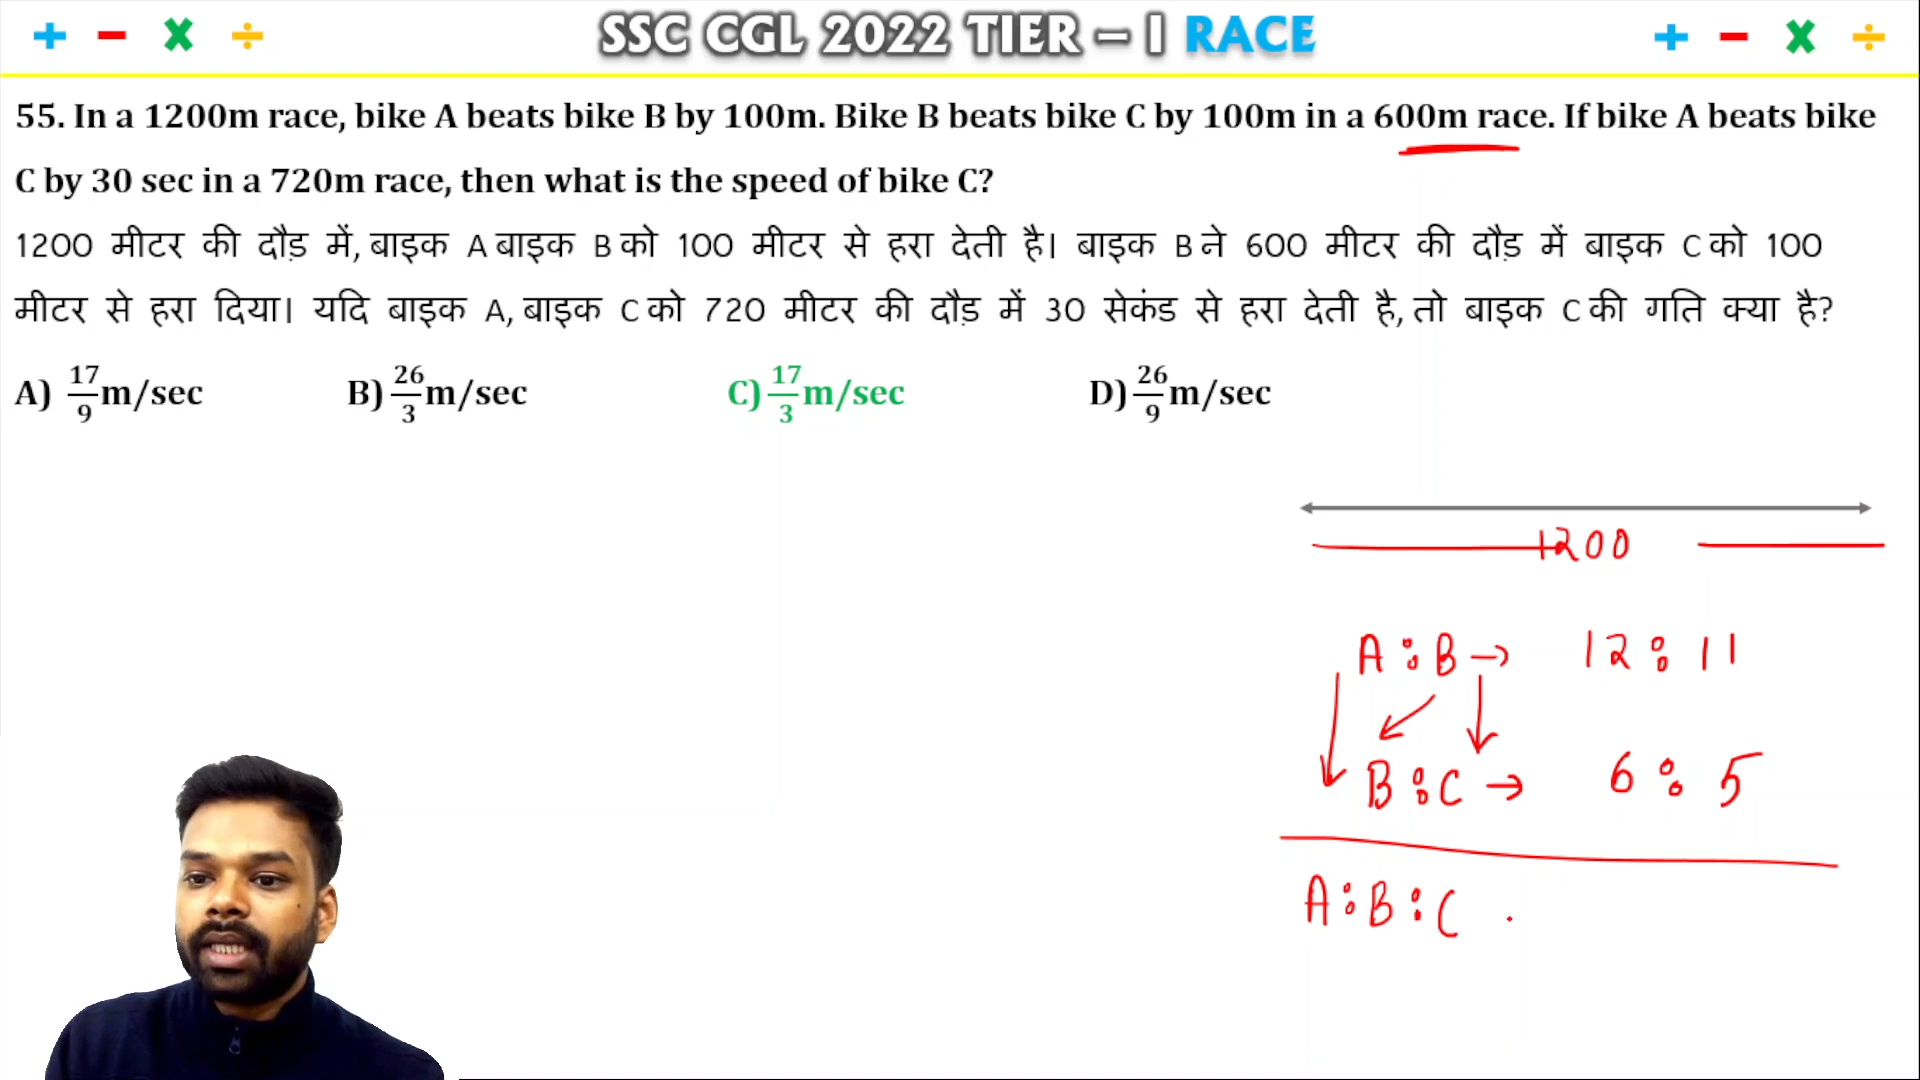 SSC CGL 2022 TIER – I RACE
55. In a 1200m race, bike A beats bike B by 100m. Bike B beats bike C by 100m in a 600m race. If bike A beats bike
C by 30 sec in a 720m race, then what is the speed of bike C?
1200 मीटर की दौड़ में, बाइक A बाइक B को 100 मीटर से हरा देती है। बाइक B ने 600 मीटर की दौड़ में बाइक C को 100
मीटर से हरा दिया। यदि बाइक A, बाइक C को 720 मीटर की दौड़ में 30 सेकंड से हरा देती है, तो बाइक C की गति क्या है?
A) 17/9 m/sec B) 26/3 m/sec C) 17/3 m/sec D) 26/9 m/sec
1200
A : B → 12 : 11
B : C → 6 : 5
A : B : C